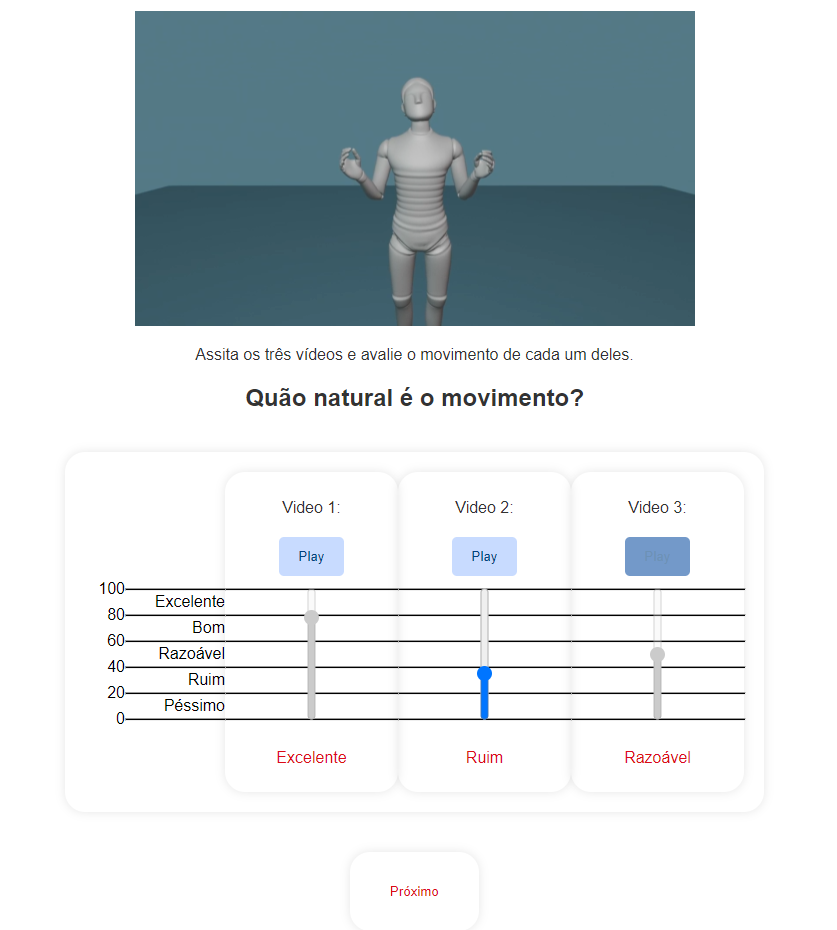 Assita os três vídeos e avalie o movimento de cada um deles.
Quão natural é o movimento?
Video 1:
Video 2:
Video 3:
Play
Play
Play
100
Excelente
80
Bom
60
Razoável
40
Ruim
20
Péssimo
0
Excelente
Ruim
Razoável
Próximo